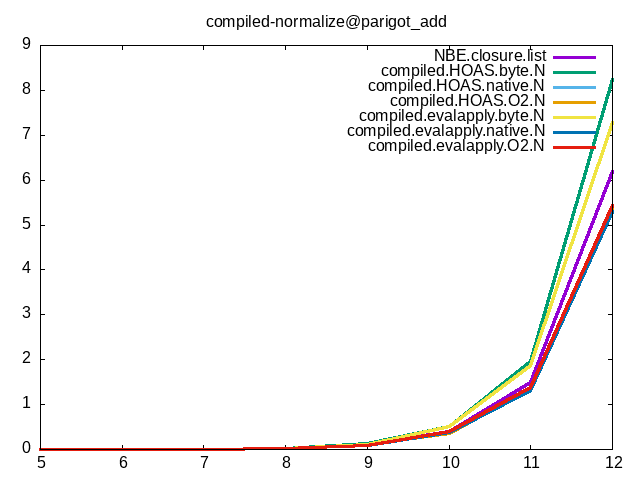 compiled-normalize@parigot_add
9
8
7
6
5
4
3
2
1
0
NBE.closure.list
compiled.HOAS.byte.N
compiled.HOAS.native.N
compiled.HOAS.O2.N
compiled.evalapply.byte.N
compiled.evalapply.native.N
compiled.evalapply.O2.N
5 6 7 8 9 10 11 12